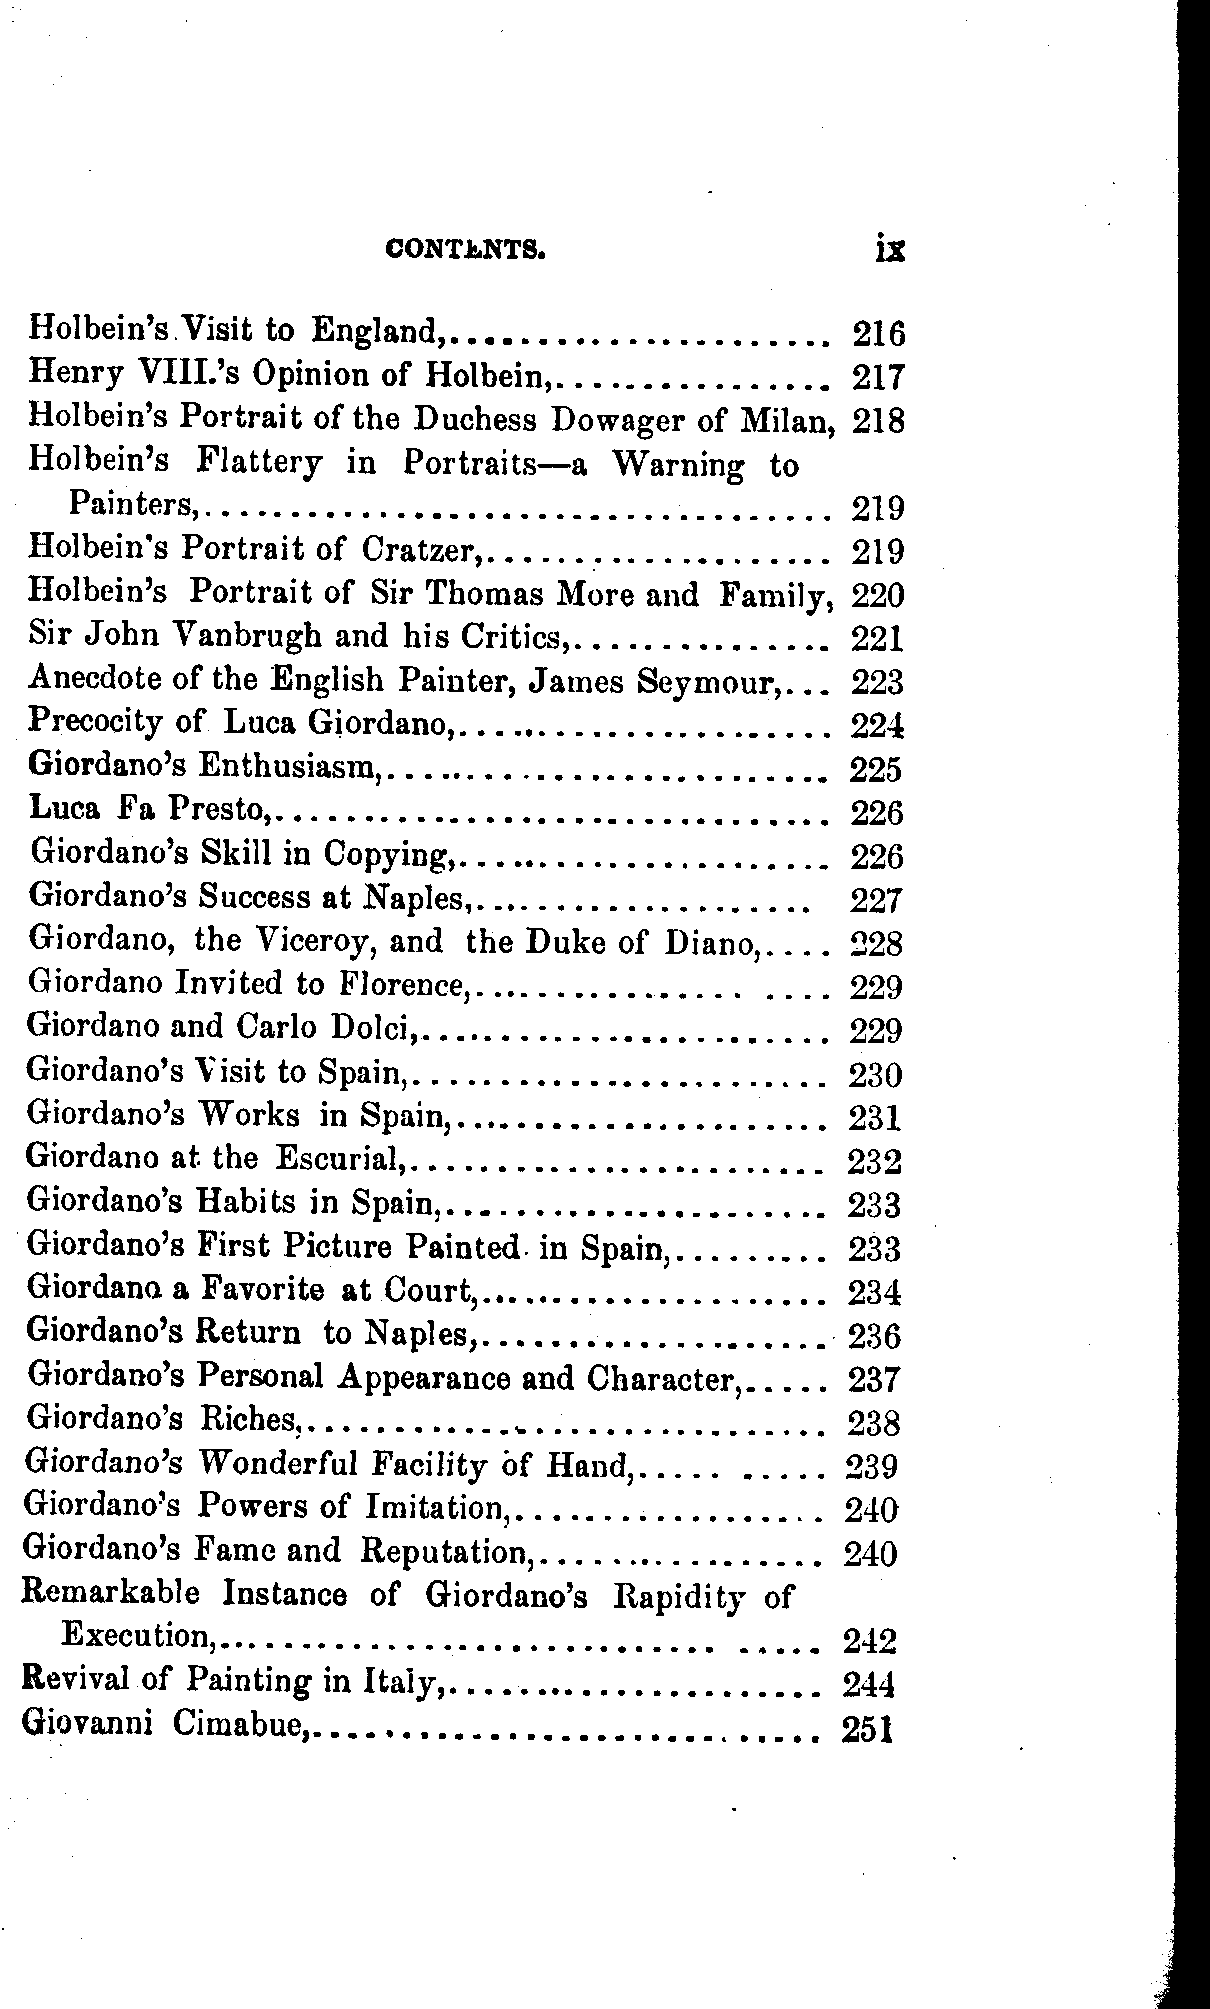 CONTENTS. ix
Holbein's Visit to England,....................... 216
Henry VIII.'s Opinion of Holbein,................ 217
Holbein's Portrait of the Duchess Dowager of Milan, 218
Holbein's Flattery in Portraits—a Warning to
Painters,.................................... 219
Holbein's Portrait of Cratzer,.................... 219
Holbein's Portrait of Sir Thomas More and Family, 220
Sir John Vanbrugh and his Critics,............... 221
Anecdote of the English Painter, James Seymour,... 223
Precocity of Luca Giordano,...................... 224
Giordano's Enthusiasm,.......................... 225
Luca Fa Presto,................................ 226
Giordano's Skill in Copying,...................... 226
Giordano's Success at Naples,.................... 227
Giordano, the Viceroy, and the Duke of Diano,.... 228
Giordano Invited to Florence,................ .... 229
Giordano and Carlo Dolci,........................ 229
Giordano's Visit to Spain,........................ 230
Giordano's Works in Spain,...................... 231
Giordano at the Escurial,........................ 232
Giordano's Habits in Spain,...................... 233
Giordano's First Picture Painted in Spain,......... 233
Giordano a Favorite at Court,.................... 234
Giordano's Return to Naples,.................... 236
Giordano's Personal Appearance and Character,..... 237
Giordano's Riches,.............................. 238
Giordano's Wonderful Facility of Hand,..... ..... 239
Giordano's Powers of Imitation,.................. 240
Giordano's Fame and Reputation,................. 240
Remarkable Instance of Giordano's Rapidity of
Execution,............................. ..... 242
Revival of Painting in Italy,...................... 244
Giovanni Cimabue,............................. 251